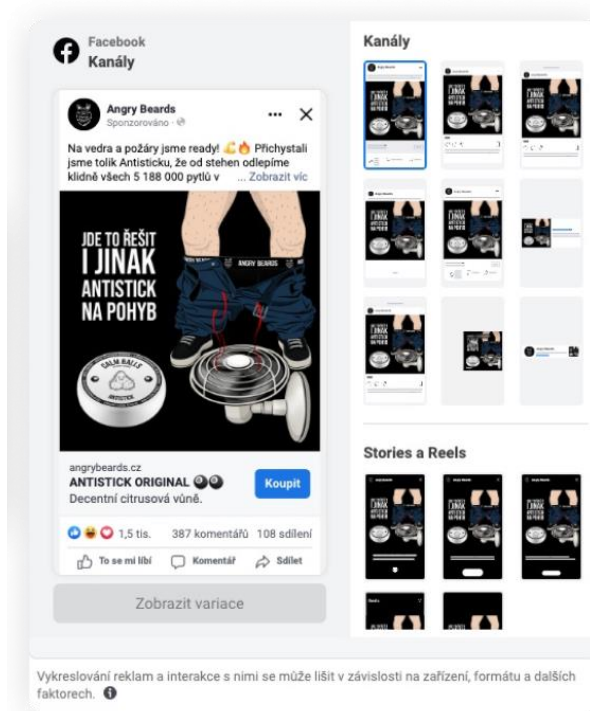 Facebook
Kanály
Angry Beards
Sponzorováno ·
Na vedra a požáry jsme ready! 💪🔥 Přichystali
jsme tolik Antisticku, že od stehen odlepíme
klidně všech 5 188 000 pytlů v ... Zobrazit víc
JDE TO ŘEŠIT
I JINAK
ANTISTICK
NA POHYB
ANGRY BEARDS
CALM BALLS
ANTISTICK
angrybeards.cz
ANTISTICK ORIGINAL 🎱🎱
Decentní citrusová vůně.
Koupit
1,5 tis. 387 komentářů 108 sdílení
To se mi líbí Komentář Sdílet
Zobrazit variace
Kanály
Stories a Reels
Vykreslování reklam a interakce s nimi se může lišit v závislosti na zařízení, formátu a dalších
faktorech.